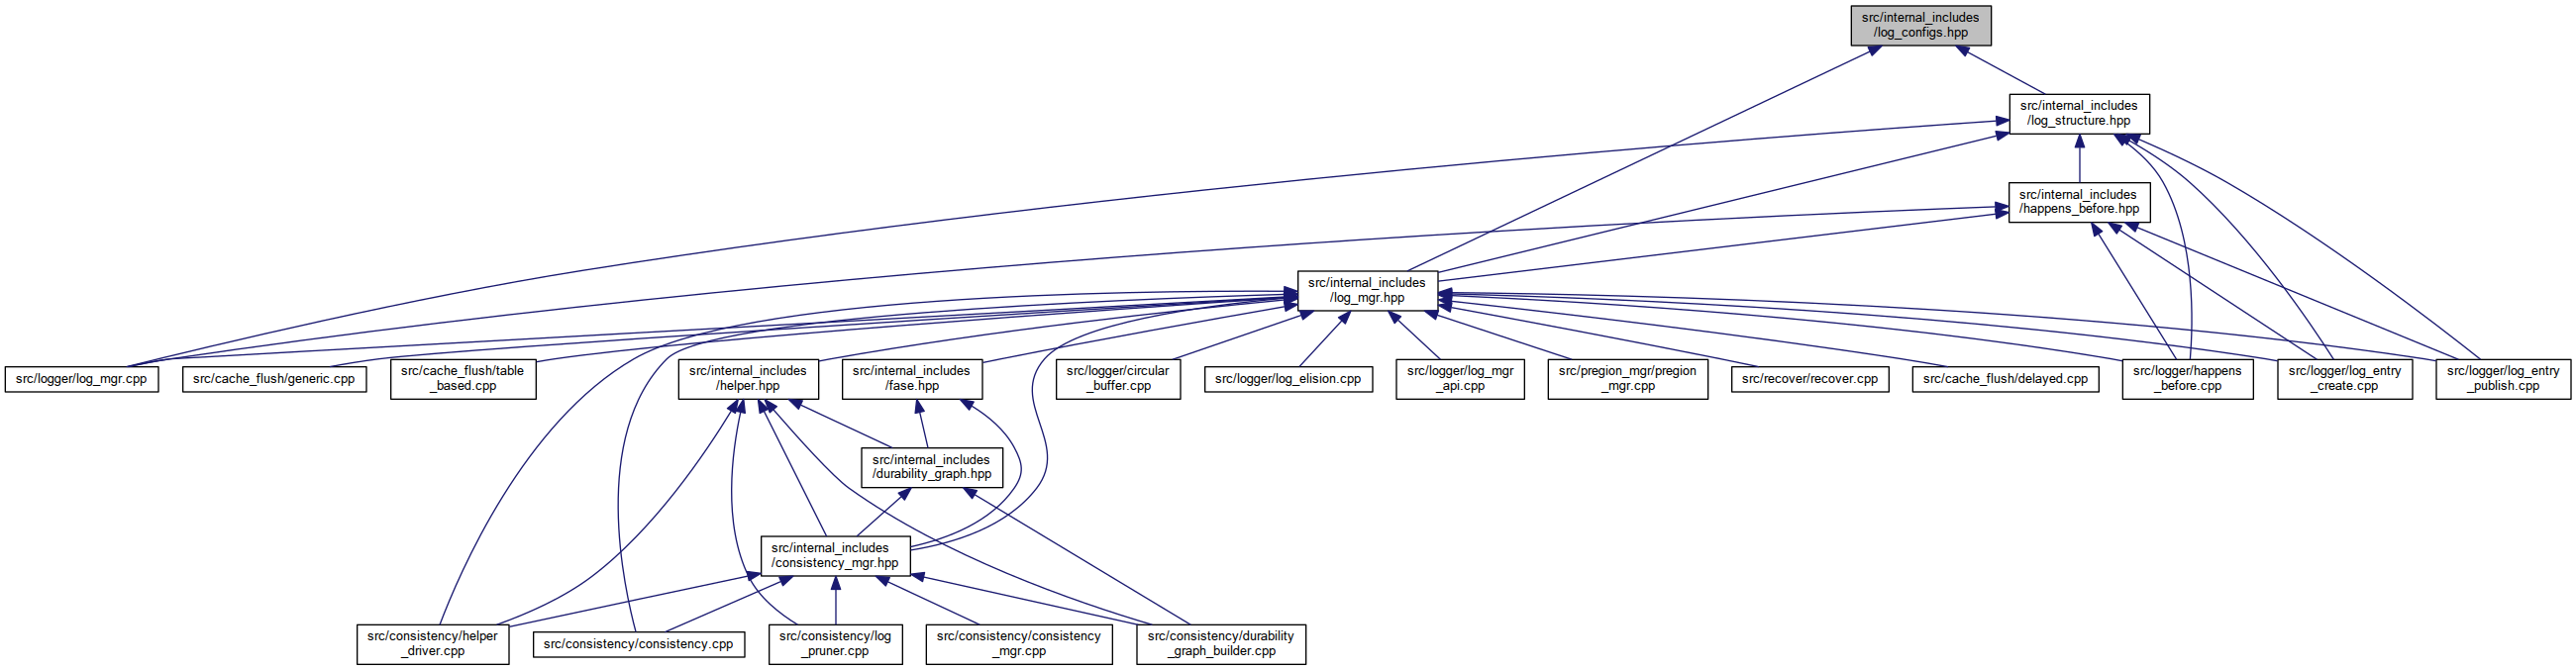 src/internal_includes
/log_configs.hpp
src/internal_includes
/log_structure.hpp
src/internal_includes
/happens_before.hpp
src/internal_includes
/log_mgr.hpp
src/logger/log_mgr.cpp
src/cache_flush/generic.cpp
src/cache_flush/table
_based.cpp
src/internal_includes
/helper.hpp
src/internal_includes
/fase.hpp
src/logger/circular
_buffer.cpp
src/logger/log_elision.cpp
src/logger/log_mgr
_api.cpp
src/pregion_mgr/pregion
_mgr.cpp
src/recover/recover.cpp
src/cache_flush/delayed.cpp
src/logger/happens
_before.cpp
src/logger/log_entry
_create.cpp
src/logger/log_entry
_publish.cpp
src/internal_includes
/durability_graph.hpp
src/internal_includes
/consistency_mgr.hpp
src/consistency/helper
_driver.cpp
src/consistency/consistency.cpp
src/consistency/log
_pruner.cpp
src/consistency/consistency
_mgr.cpp
src/consistency/durability
_graph_builder.cpp